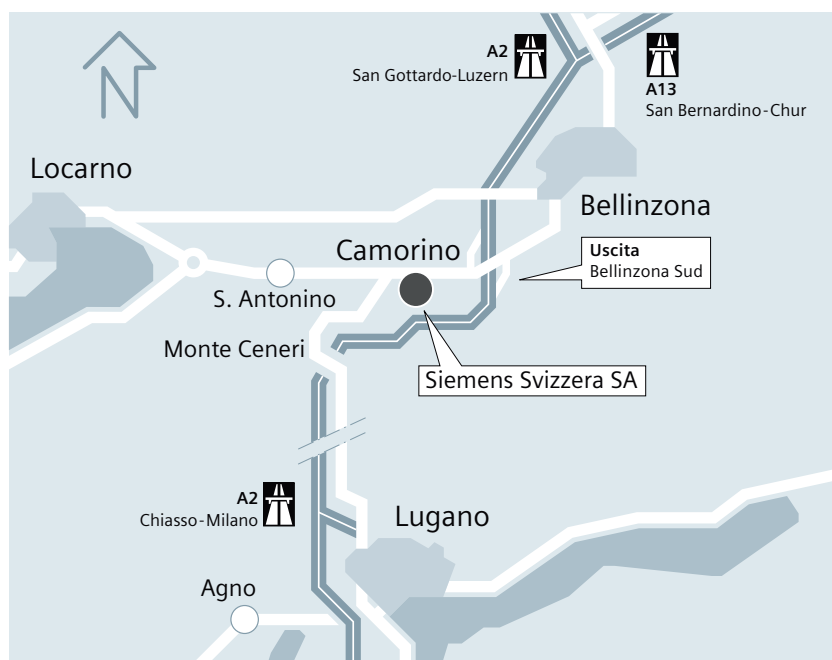 A2
San Gottardo-Luzern
A13
San Bernardino-Chur
N
Locarno
Bellinzona
Camorino
Uscita
Bellinzona Sud
S. Antonino
Monte Ceneri
Siemens Svizzera SA
A2
Chiasso-Milano
Lugano
Agno